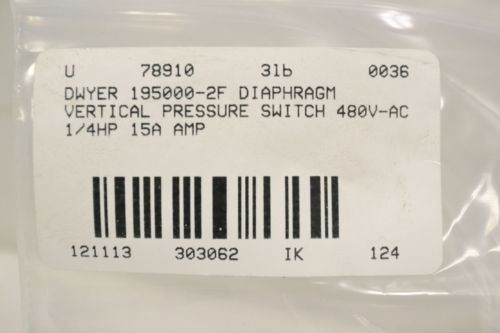 U 78910 3lb 0036
DWYER 195000-2F DIAPHRAGM
VERTICAL PRESSURE SWITCH 480V-AC
1/4HP 15A AMP
121113 303062 IK 124